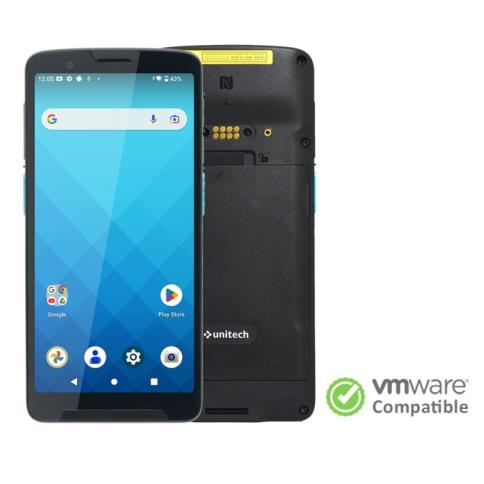 12:05
43%
G
Google
Play Store
unitech
vmware®
Compatible